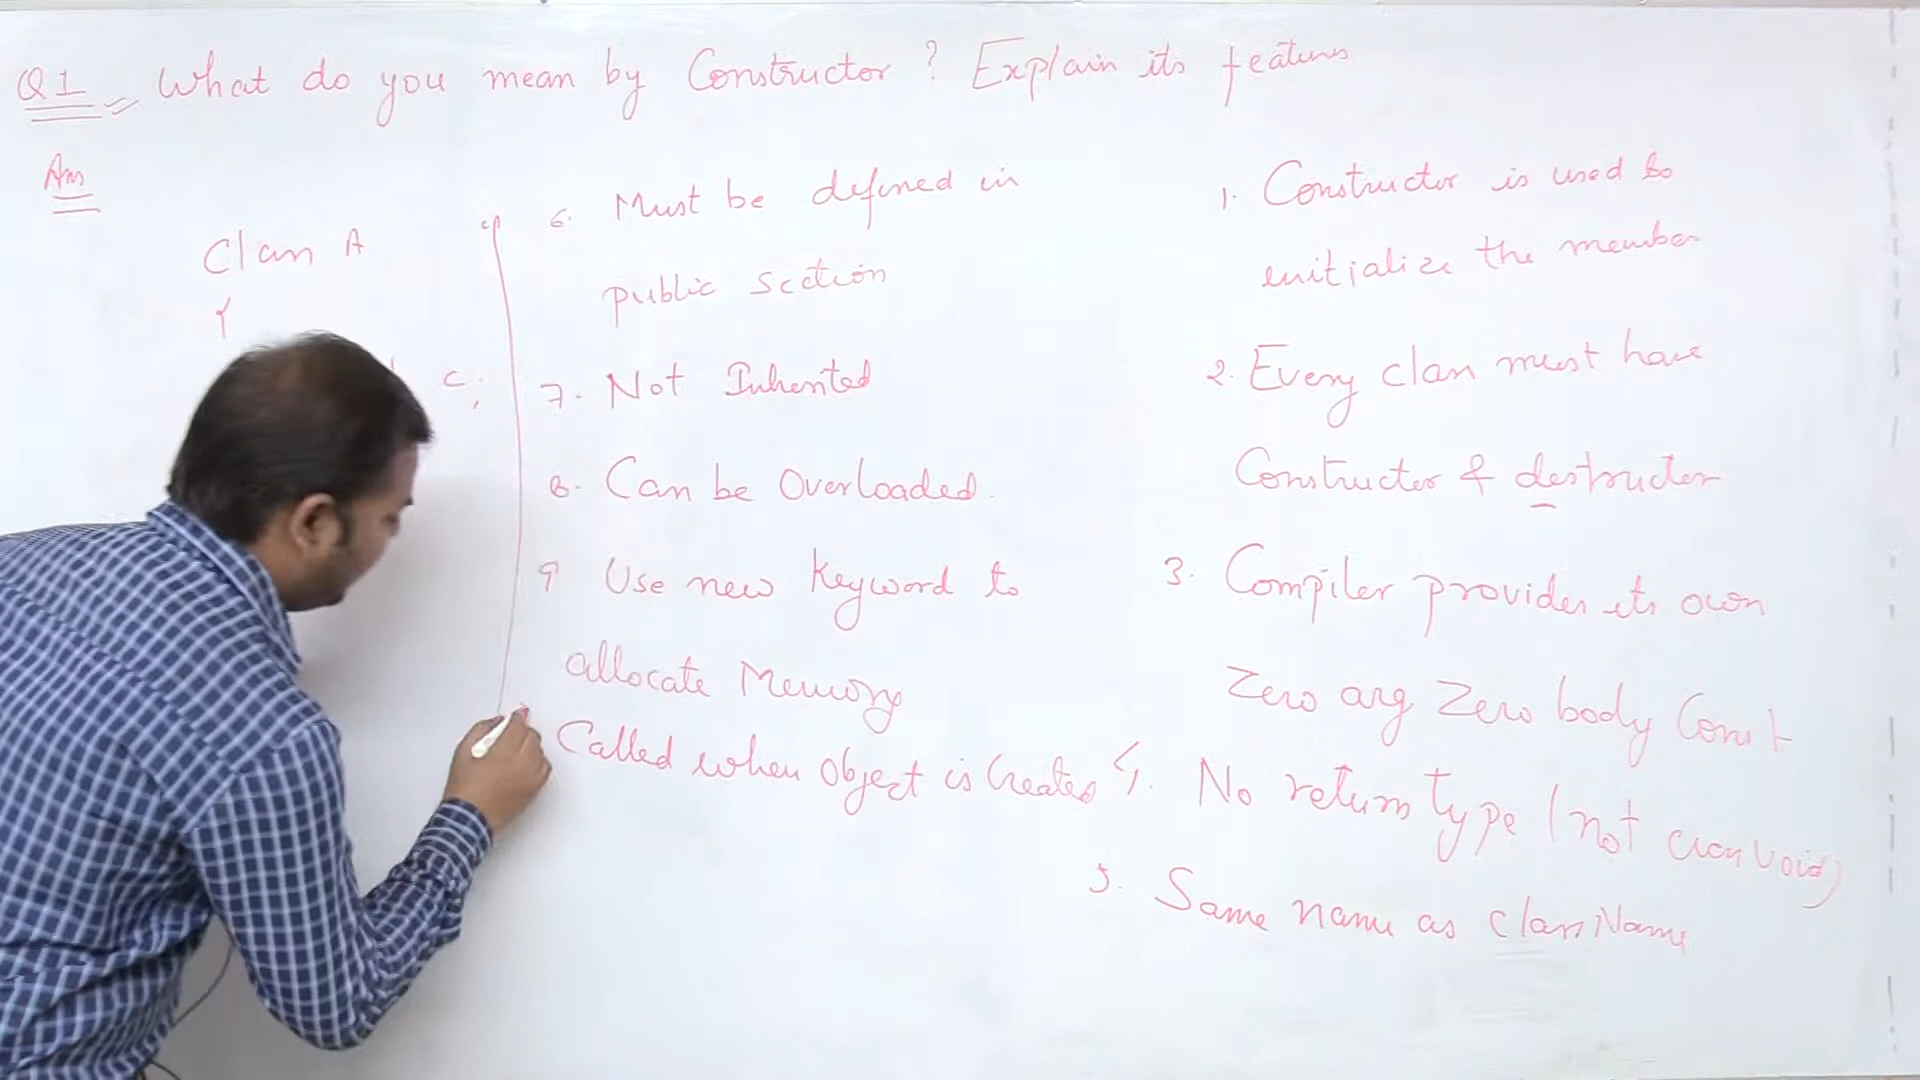 Q1 What do you mean by Constructor? Explain its features
Ans
Class A
{
c;
6. Must be defined in
public section
7. Not Inherited
8. Can be Overloaded.
9 Use new Keyword to
allocate Memory
Called when Object is Created
1. Constructor is used to
initialize the member
2. Every class must have
Constructor & destructor
3. Compiler provides its own
Zero arg Zero body Const
4. No return type (not even void)
5. Same name as class Name